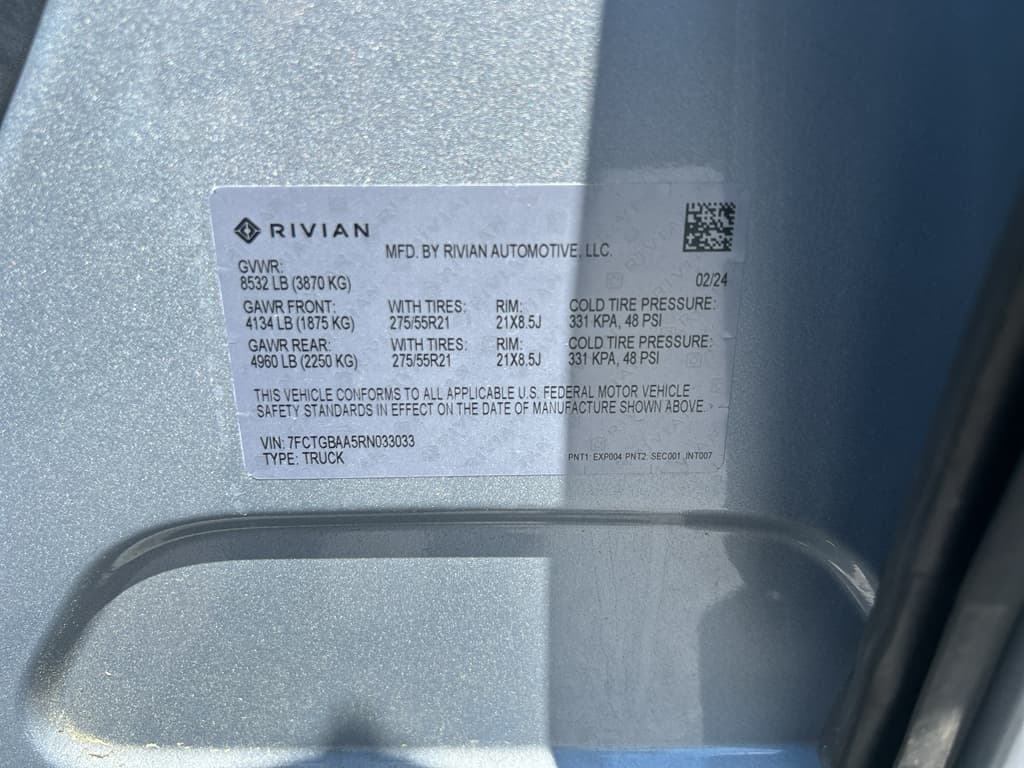 RIVIAN
MFD. BY RIVIAN AUTOMOTIVE, LLC.
GVWR:
8532 LB (3870 KG) 02/24
GAWR FRONT: WITH TIRES: RIM: COLD TIRE PRESSURE:
4134 LB (1875 KG) 275/55R21 21X8.5J 331 KPA, 48 PSI
GAWR REAR: WITH TIRES: RIM: COLD TIRE PRESSURE:
4960 LB (2250 KG) 275/55R21 21X8.5J 331 KPA, 48 PSI
THIS VEHICLE CONFORMS TO ALL APPLICABLE U.S. FEDERAL MOTOR VEHICLE
SAFETY STANDARDS IN EFFECT ON THE DATE OF MANUFACTURE SHOWN ABOVE.
VIN: 7FCTGBAA5RN033033
TYPE: TRUCK PNT1: EXP004 PNT2: SEC001 INT007